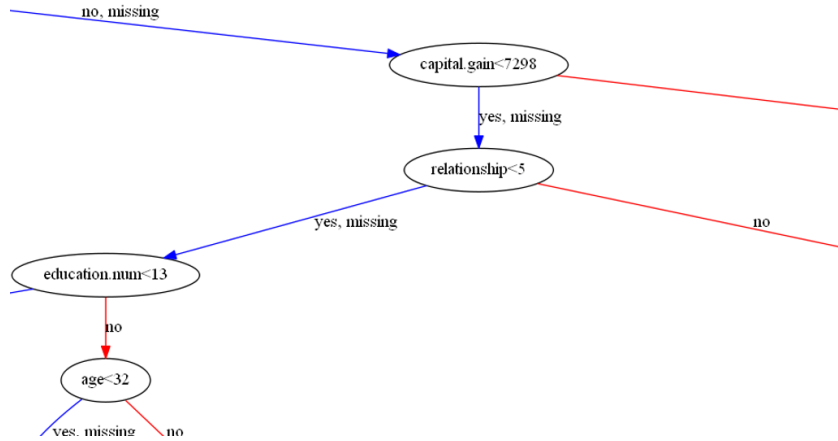 no, missing
capital.gain<7298
yes, missing
relationship<5
yes, missing
no
education.num<13
no
age<32
yes, missing
no